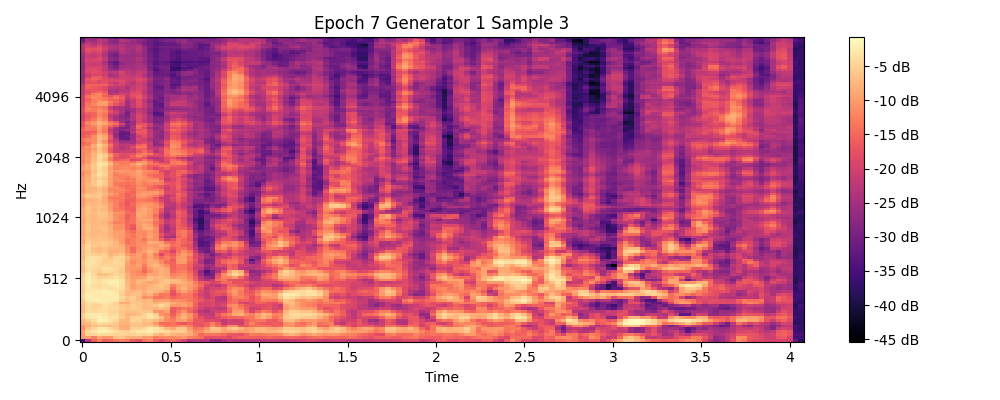 Epoch 7 Generator 1 Sample 3
Hz
4096
2048
1024
512
0
0
0.5
1
1.5
2
2.5
3
3.5
4
Time
-5 dB
-10 dB
-15 dB
-20 dB
-25 dB
-30 dB
-35 dB
-40 dB
-45 dB